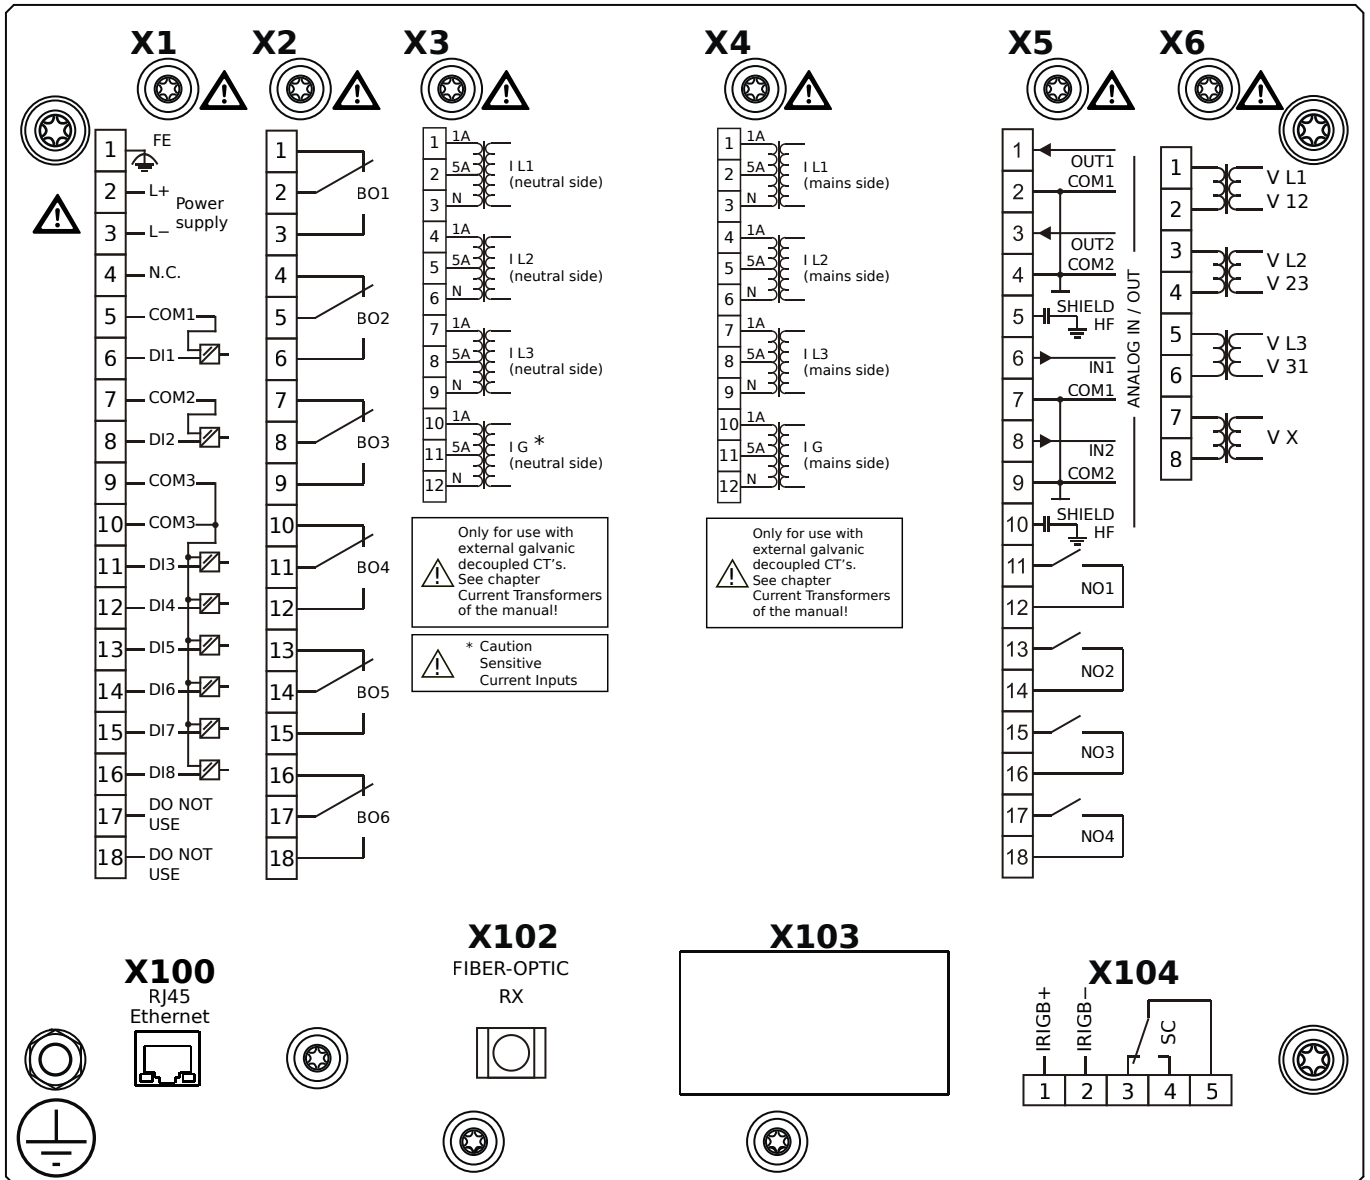 X1
X2
X3
X4
X5
X6
1 FE
2 L+
Power
supply
3 L−
4 N.C.
5 COM1
6 DI1
7 COM2
8 DI2
9 COM3
10 COM3
11 DI3
12 DI4
13 DI5
14 DI6
15 DI7
16 DI8
17 DO NOT
USE
18 DO NOT
USE
1
2 BO1
3
4
5 BO2
6
7
8 BO3
9
10
11 BO4
12
13
14 BO5
15
16
17 BO6
18
1 1A
2 5A I L1
(neutral side)
3 N
4 1A
5 5A I L2
(neutral side)
6 N
7 1A
8 5A I L3
(neutral side)
9 N
10 1A
11 5A I G *
(neutral side)
12 N
Only for use with
external galvanic
decoupled CT's.
See chapter
Current Transformers
of the manual!
* Caution
Sensitive
Current Inputs
1 1A
2 5A I L1
(mains side)
3 N
4 1A
5 5A I L2
(mains side)
6 N
7 1A
8 5A I L3
(mains side)
9 N
10 1A
11 5A I G
(mains side)
12 N
Only for use with
external galvanic
decoupled CT's.
See chapter
Current Transformers
of the manual!
1 OUT1
2 COM1
3 OUT2
4 COM2
5 SHIELD
HF
6 IN1
7 COM1
8 IN2
9 COM2
10 SHIELD
HF
ANALOG IN / OUT
11
NO1
12
13
NO2
14
15
NO3
16
17
NO4
18
1 V L1
2 V 12
3 V L2
4 V 23
5 V L3
6 V 31
7
V X
8
X100
RJ45
Ethernet
X102
FIBER-OPTIC
RX
X103
X104
IRIGB+
IRIGB−
SC
1 2 3 4 5